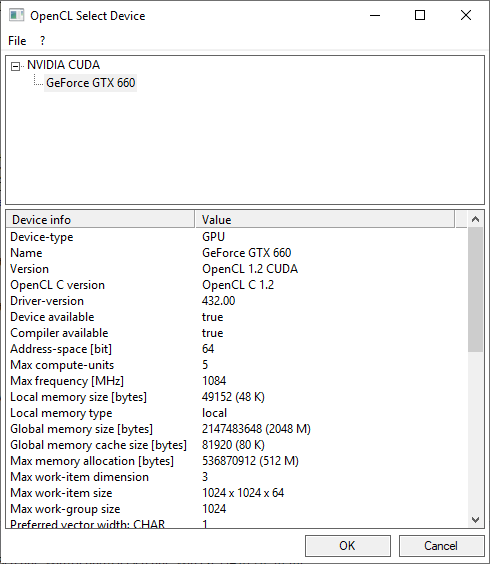 OpenCL Select Device
File ?
NVIDIA CUDA
GeForce GTX 660
Device info Value
Device-type GPU
Name GeForce GTX 660
Version OpenCL 1.2 CUDA
OpenCL C version OpenCL C 1.2
Driver-version 432.00
Device available true
Compiler available true
Address-space [bit] 64
Max compute-units 5
Max frequency [MHz] 1084
Local memory size [bytes] 49152 (48 K)
Local memory type local
Global memory size [bytes] 2147483648 (2048 M)
Global memory cache size [bytes] 81920 (80 K)
Max memory allocation [bytes] 536870912 (512 M)
Max work-item dimension 3
Max work-item size 1024 x 1024 x 64
Max work-group size 1024
Preferred vector width: CHAR 1
OK Cancel